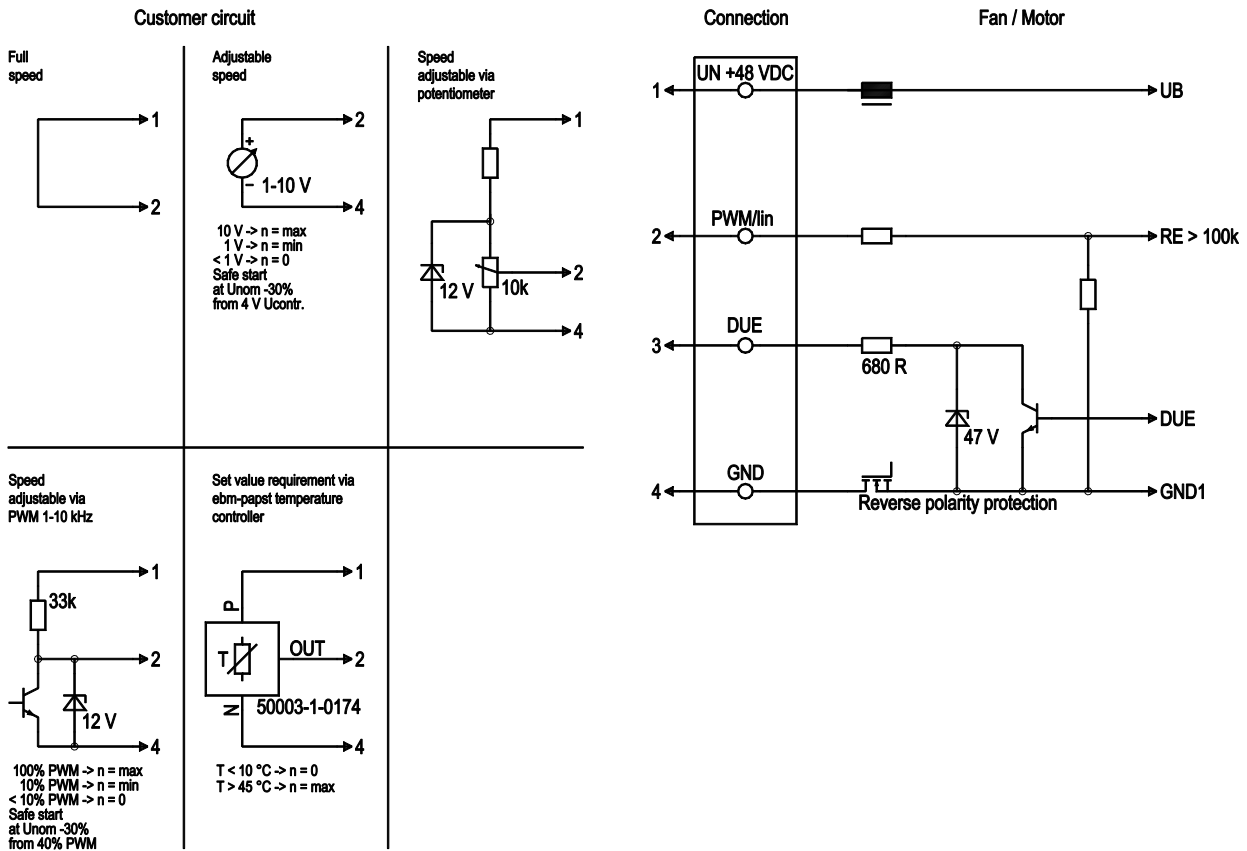 Customer circuit
Connection
Fan / Motor
Full
speed
1
2
Adjustable
speed
2
+
–
1-10 V
4
10 V -> n = max
1 V -> n = min
< 1 V -> n = 0
Safe start
at Unom -30%
from 4 V Ucontr.
Speed
adjustable via
potentiometer
1
12 V
10k
2
4
Speed
adjustable via
PWM 1-10 kHz
1
33k
2
12 V
4
100% PWM -> n = max
10% PWM -> n = min
< 10% PWM -> n = 0
Safe start
at Unom -30%
from 40% PWM
Set value requirement via
ebm-papst temperature
controller
1
P
T
OUT
2
N
50003-1-0174
4
T < 10 °C -> n = 0
T > 45 °C -> n = max
UN +48 VDC
1
UB
PWM/lin
2
RE > 100k
DUE
3
680 R
47 V
DUE
GND
4
GND1
Reverse polarity protection